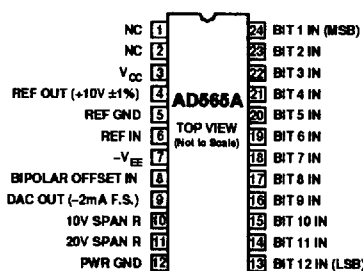 NC 1
NC 2
VCC 3
REF OUT (+10V ±1%) 4
REF GND 5
REF IN 6
–VEE 7
BIPOLAR OFFSET IN 8
DAC OUT (–2mA F.S.) 9
10V SPAN R 10
20V SPAN R 11
PWR GND 12
AD565A
TOP VIEW
(Not to Scale)
24 BIT 1 IN (MSB)
23 BIT 2 IN
22 BIT 3 IN
21 BIT 4 IN
20 BIT 5 IN
19 BIT 6 IN
18 BIT 7 IN
17 BIT 8 IN
16 BIT 9 IN
15 BIT 10 IN
14 BIT 11 IN
13 BIT 12 IN (LSB)